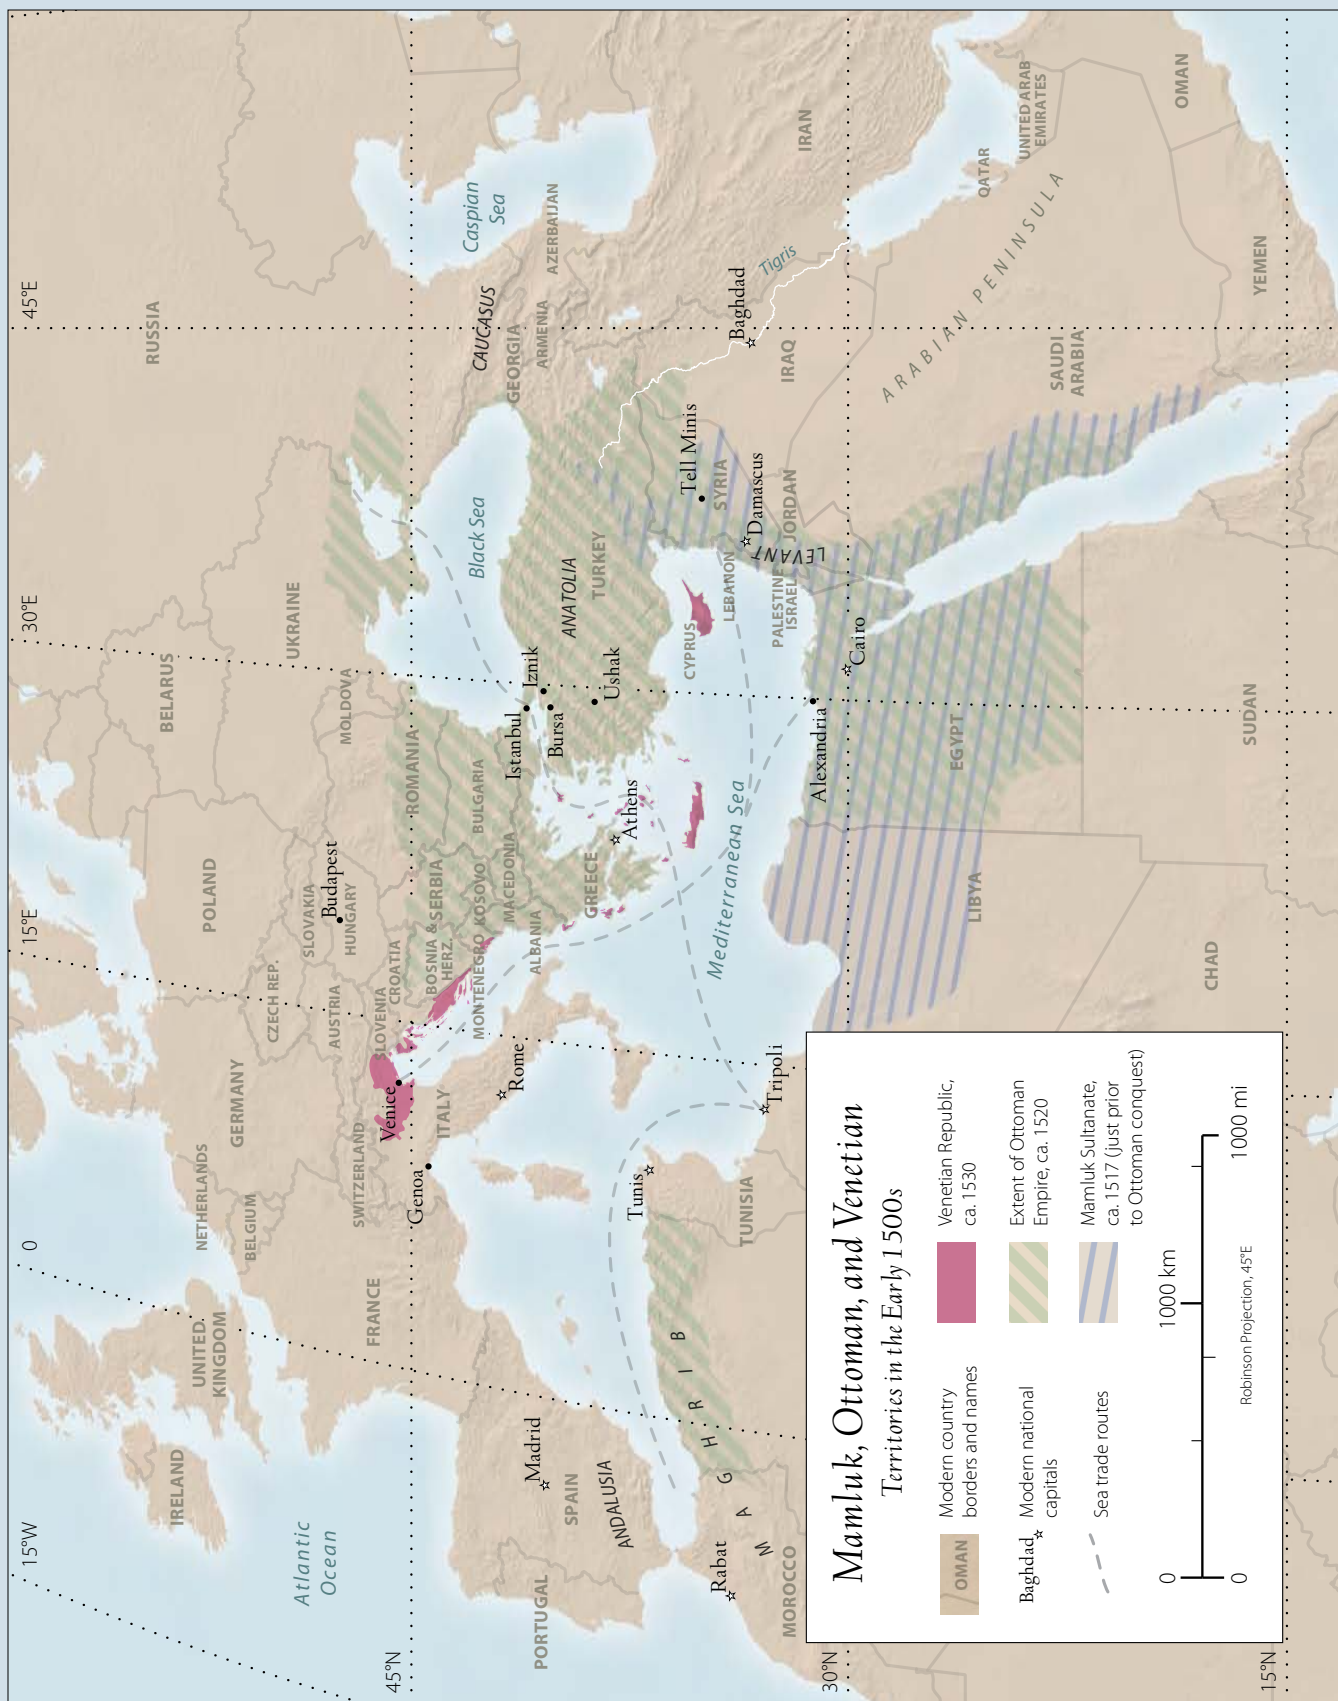 Mamluk, Ottoman, and Venetian
Territories in the Early 1500s
OMAN
Modern country
borders and names
Baghdad
Modern national
capitals
Sea trade routes
Venetian Republic,
ca. 1530
Extent of Ottoman
Empire, ca. 1520
Mamluk Sultanate,
ca. 1517 (just prior
to Ottoman conquest)
0
1000 km
0
1000 mi
Robinson Projection, 45°E
15°W
0
15°E
30°E
45°E
45°N
30°N
15°N
Atlantic
Ocean
IRELAND
UNITED
KINGDOM
NETHERLANDS
BELGIUM
GERMANY
POLAND
BELARUS
RUSSIA
UKRAINE
CZECH REP.
SLOVAKIA
AUSTRIA
HUNGARY
Budapest
MOLDOVA
FRANCE
SWITZERLAND
SLOVENIA
CROATIA
BOSNIA &
HERZ.
SERBIA
MONTENEGRO
KOSOVO
MACEDONIA
ALBANIA
ROMANIA
BULGARIA
GREECE
Venice
Genoa
ITALY
Rome
PORTUGAL
SPAIN
Madrid
ANDALUSIA
Rabat
MOROCCO
MAGHRIB
Tunis
TUNISIA
Tripoli
LIBYA
CHAD
SUDAN
EGYPT
Alexandria
Cairo
Mediterranean Sea
Athens
Istanbul
Iznik
Bursa
Ushak
ANATOLIA
TURKEY
Black Sea
CAUCASUS
GEORGIA
ARMENIA
AZERBAIJAN
Caspian
Sea
CYPRUS
LEBANON
PALESTINE
ISRAEL
LEVANT
JORDAN
Damascus
SYRIA
Tell Minis
IRAQ
Baghdad
Tigris
IRAN
ARABIAN PENINSULA
SAUDI
ARABIA
QATAR
UNITED ARAB
EMIRATES
OMAN
YEMEN